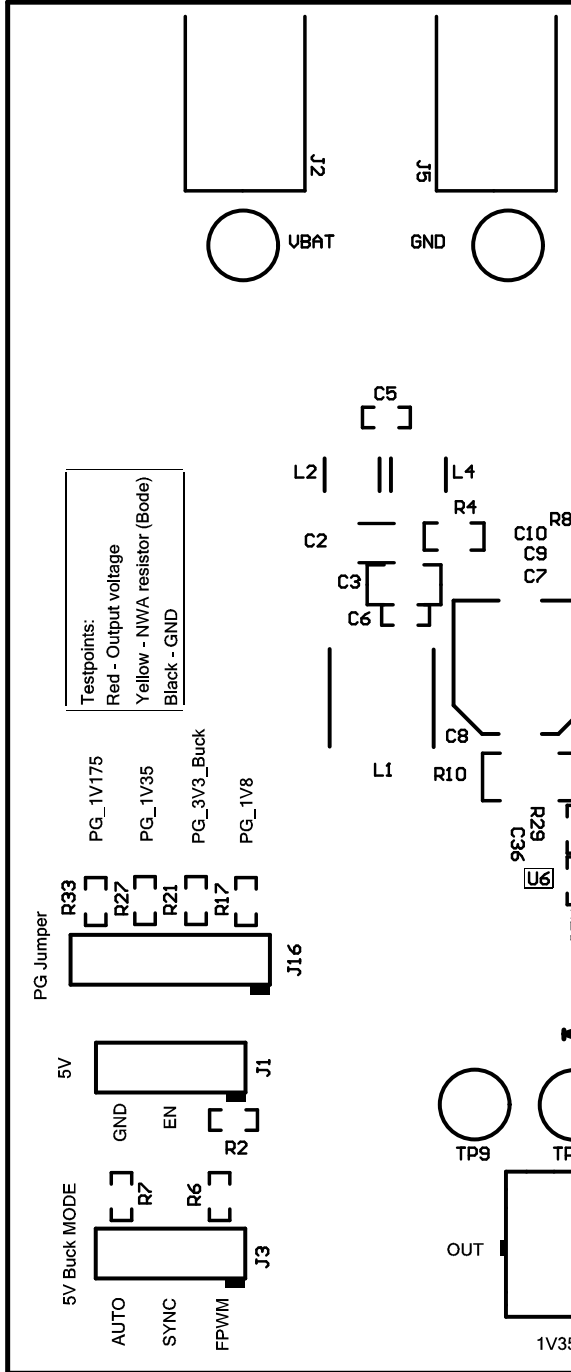 J2
J5
VBAT
GND
C5
L2
L4
R4
R8
C2
C10
C9
C3
C7
C6
Testpoints:
Red - Output voltage
Yellow - NWA resistor (Bode)
Black - GND
C8
L1
R10
PG_1V175
PG_1V35
PG_3V3_Buck
PG_1V8
R29
C36
U6
R33
R27
R21
R17
PG Jumper
J16
5V
J1
GND
EN
R2
TP9
5V Buck MODE
R7
R6
J3
OUT
AUTO
SYNC
FPWM